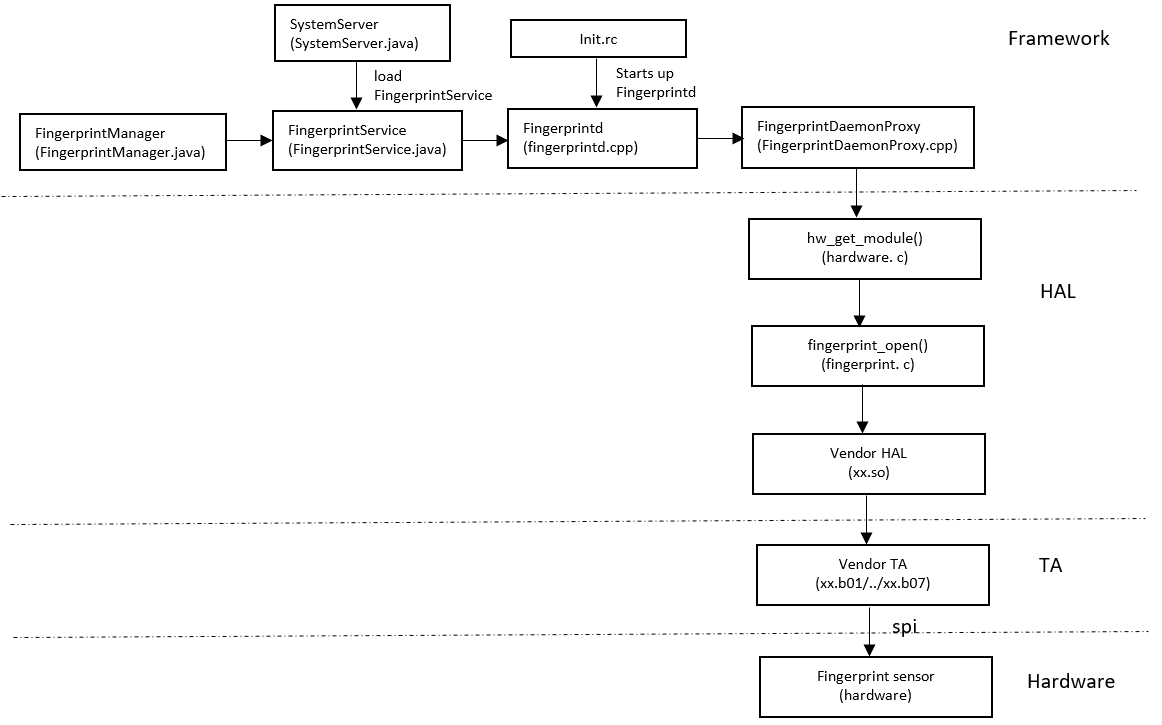 SystemServer
(SystemServer.java)
Init.rc
Framework
load
FingerprintService
Starts up
Fingerprintd
FingerprintManager
(FingerprintManager.java)
FingerprintService
(FingerprintService.java)
Fingerprintd
(fingerprintd.cpp)
FingerprintDaemonProxy
(FingerprintDaemonProxy.cpp)
hw_get_module()
(hardware. c)
HAL
fingerprint_open()
(fingerprint. c)
Vendor HAL
(xx.so)
Vendor TA
(xx.b01/../xx.b07)
TA
spi
Fingerprint sensor
(hardware)
Hardware